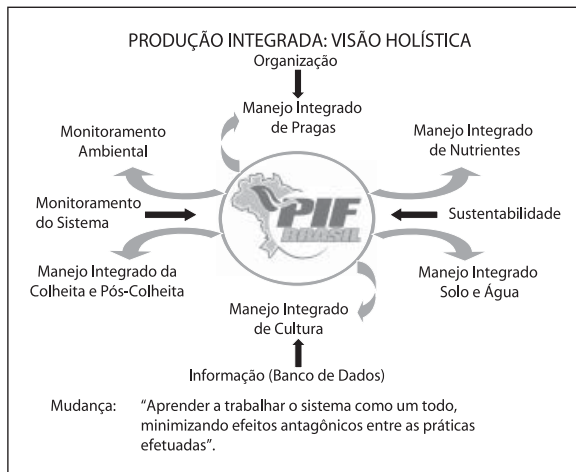 PRODUÇÃO INTEGRADA: VISÃO HOLÍSTICA
Organização
Manejo Integrado
de Pragas
Monitoramento
Ambiental
Manejo Integrado
de Nutrientes
Monitoramento
do Sistema
PIF
BRASIL
Sustentabilidade
Manejo Integrado da
Colheita e Pós-Colheita
Manejo Integrado
Solo e Água
Manejo Integrado
de Cultura
Informação (Banco de Dados)
Mudança: "Aprender a trabalhar o sistema como um todo,
minimizando efeitos antagônicos entre as práticas
efetuadas".